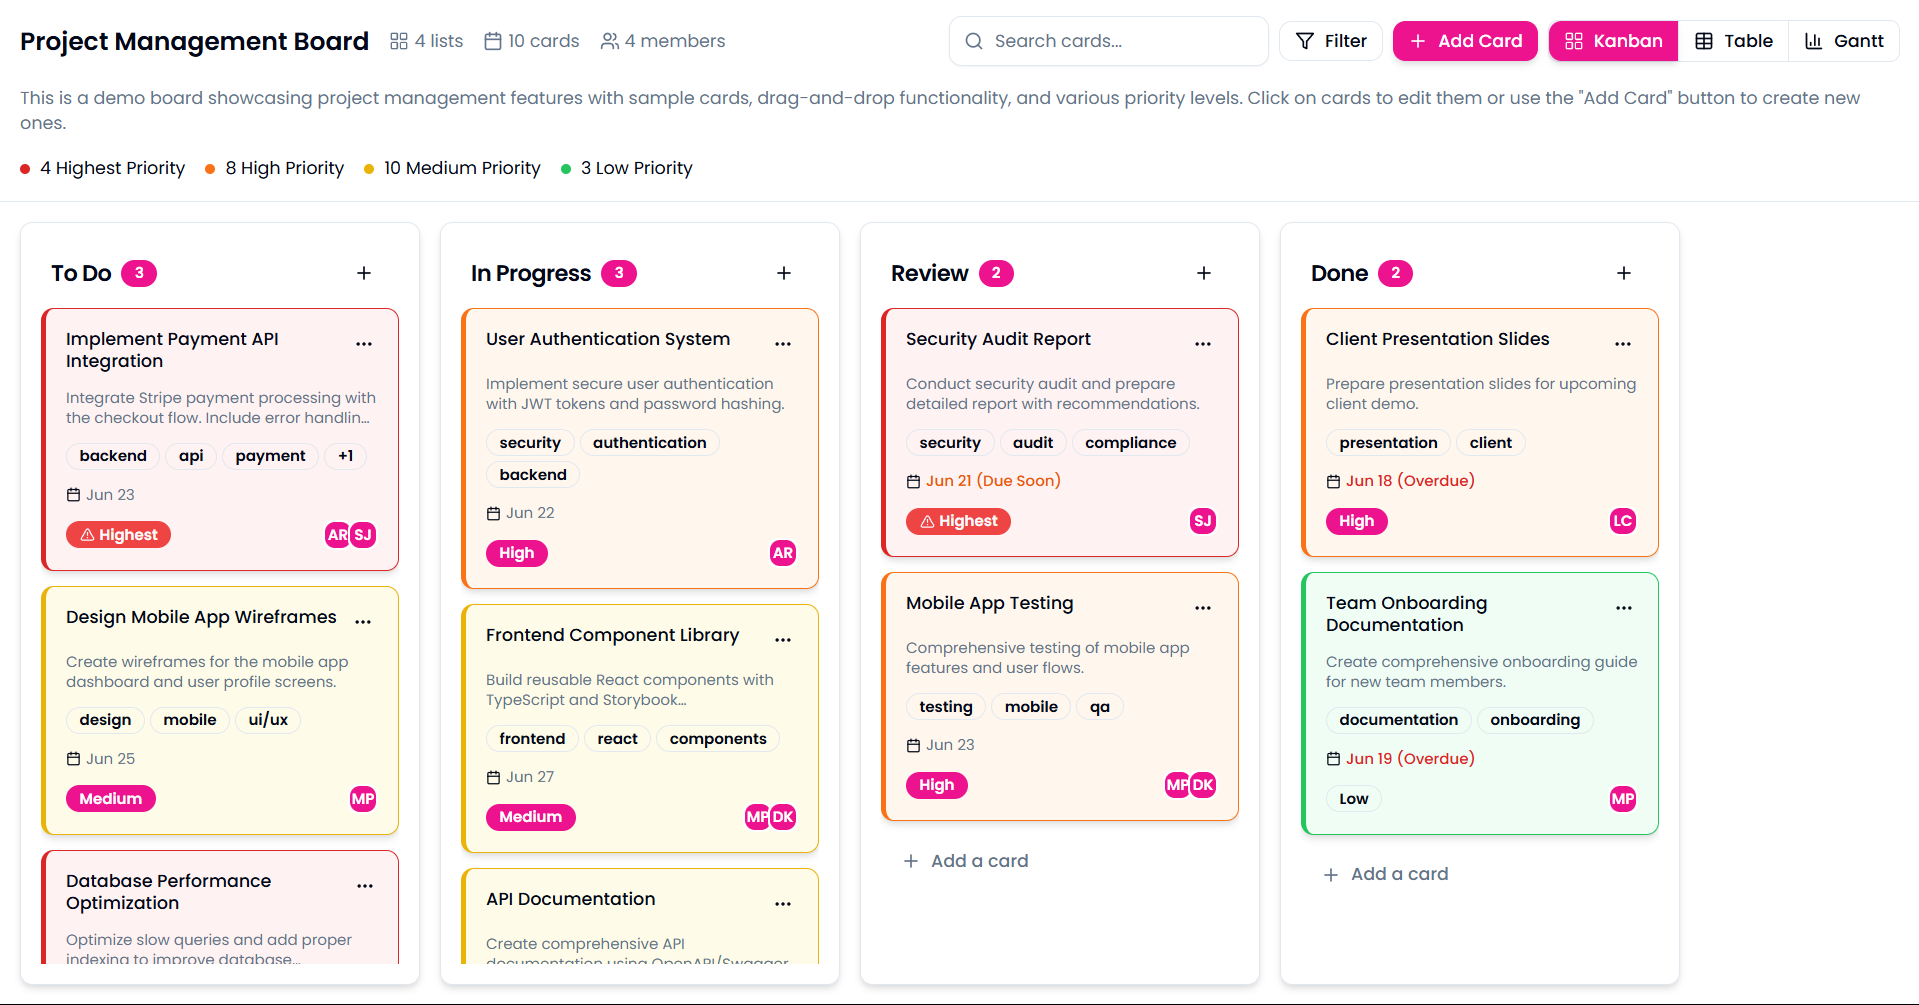 Project Management Board
4 lists
10 cards
4 members
Search cards...
Filter
Add Card
Kanban
Table
Gantt
This is a demo board showcasing project management features with sample cards, drag-and-drop functionality, and various priority levels. Click on cards to edit them or use the "Add Card" button to create new
ones.
4 Highest Priority
8 High Priority
10 Medium Priority
3 Low Priority
To Do 3
Implement Payment API
Integration
Integrate Stripe payment processing with
the checkout flow. Include error handlin...
backend api payment +1
Jun 23
Highest
AR SJ
Design Mobile App Wireframes
Create wireframes for the mobile app
dashboard and user profile screens.
design mobile ui/ux
Jun 25
Medium
MP
Database Performance
Optimization
Optimize slow queries and add proper
indexing to improve database...
In Progress 3
User Authentication System
Implement secure user authentication
with JWT tokens and password hashing.
security authentication
backend
Jun 22
High
AR
Frontend Component Library
Build reusable React components with
TypeScript and Storybook...
frontend react components
Jun 27
Medium
MP DK
API Documentation
Create comprehensive API
documentation using OpenAPI/Swagger
Review 2
Security Audit Report
Conduct security audit and prepare
detailed report with recommendations.
security audit compliance
Jun 21 (Due Soon)
Highest
SJ
Mobile App Testing
Comprehensive testing of mobile app
features and user flows.
testing mobile qa
Jun 23
High
MP DK
Add a card
Done 2
Client Presentation Slides
Prepare presentation slides for upcoming
client demo.
presentation client
Jun 18 (Overdue)
High
LC
Team Onboarding
Documentation
Create comprehensive onboarding guide
for new team members.
documentation onboarding
Jun 19 (Overdue)
Low
MP
Add a card